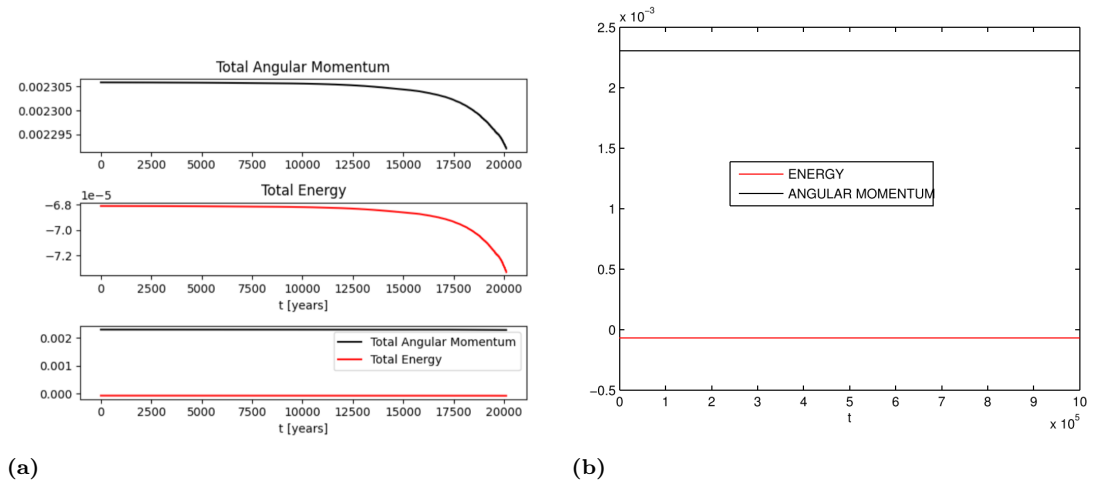 Total Angular Momentum
0.002305
0.002300
0.002295
0 2500 5000 7500 10000 12500 15000 17500 20000
Total Energy
1e−5
−6.8
−7.0
−7.2
0 2500 5000 7500 10000 12500 15000 17500 20000
t [years]
0.002
0.001
0.000
Total Angular Momentum
Total Energy
0 2500 5000 7500 10000 12500 15000 17500 20000
t [years]
(a)
x 10⁻³
2.5
2
1.5
1
0.5
0
−0.5
ENERGY
ANGULAR MOMENTUM
0 1 2 3 4 5 6 7 8 9 10
t
x 10⁵
(b)